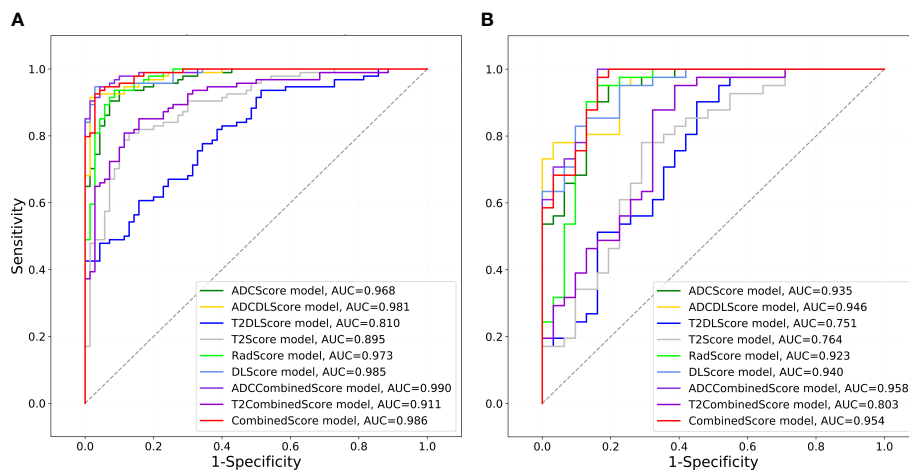 A
B
Sensitivity
1.0
0.8
0.6
0.4
0.2
0.0
ADCScore model, AUC=0.968
ADCDLScore model, AUC=0.981
T2DLScore model, AUC=0.810
T2Score model, AUC=0.895
RadScore model, AUC=0.973
DLScore model, AUC=0.985
ADCCombinedScore model, AUC=0.990
T2CombinedScore model, AUC=0.911
CombinedScore model, AUC=0.986
0.0 0.2 0.4 0.6 0.8 1.0
1-Specificity
1.0
0.8
0.6
0.4
0.2
0.0
ADCScore model, AUC=0.935
ADCDLScore model, AUC=0.946
T2DLScore model, AUC=0.751
T2Score model, AUC=0.764
RadScore model, AUC=0.923
DLScore model, AUC=0.940
ADCCombinedScore model, AUC=0.958
T2CombinedScore model, AUC=0.803
CombinedScore model, AUC=0.954
0.0 0.2 0.4 0.6 0.8 1.0
1-Specificity